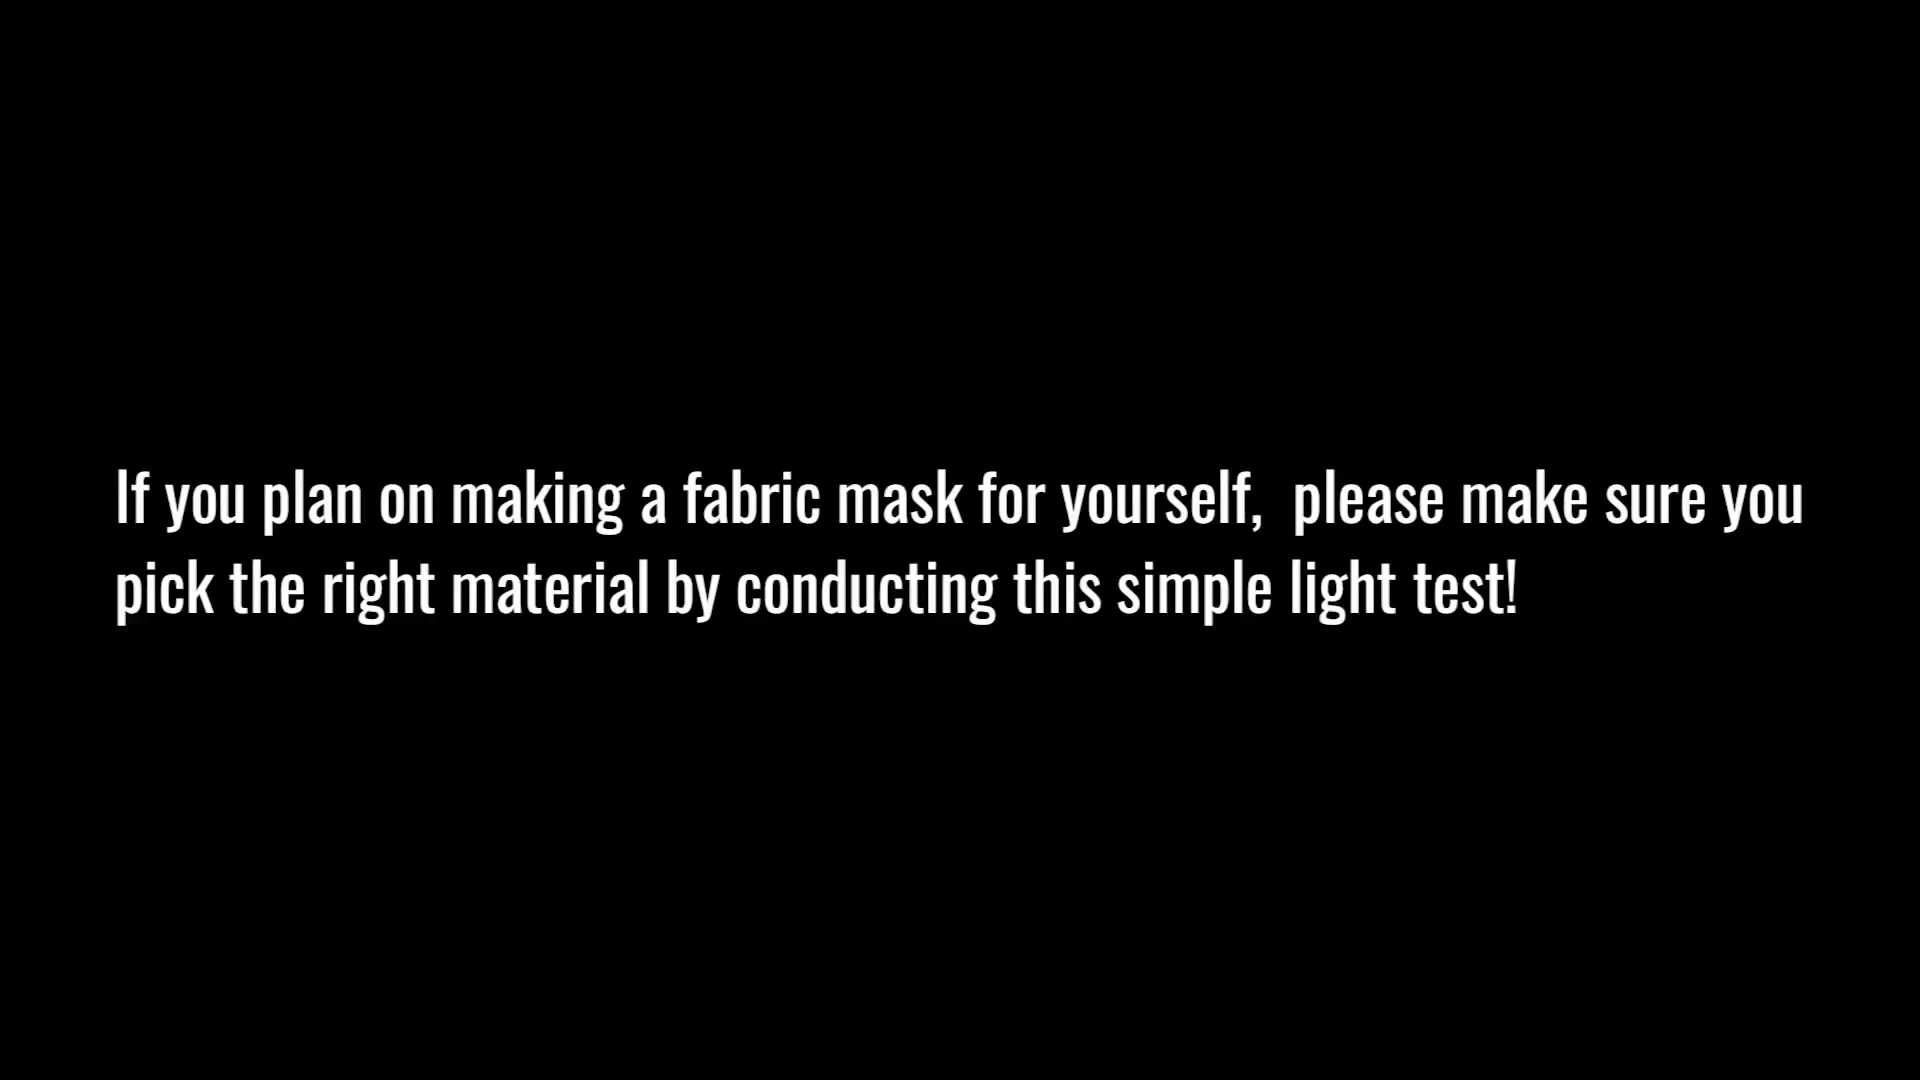 If you plan on making a fabric mask for yourself,  please make sure you
pick the right material by conducting this simple light test!